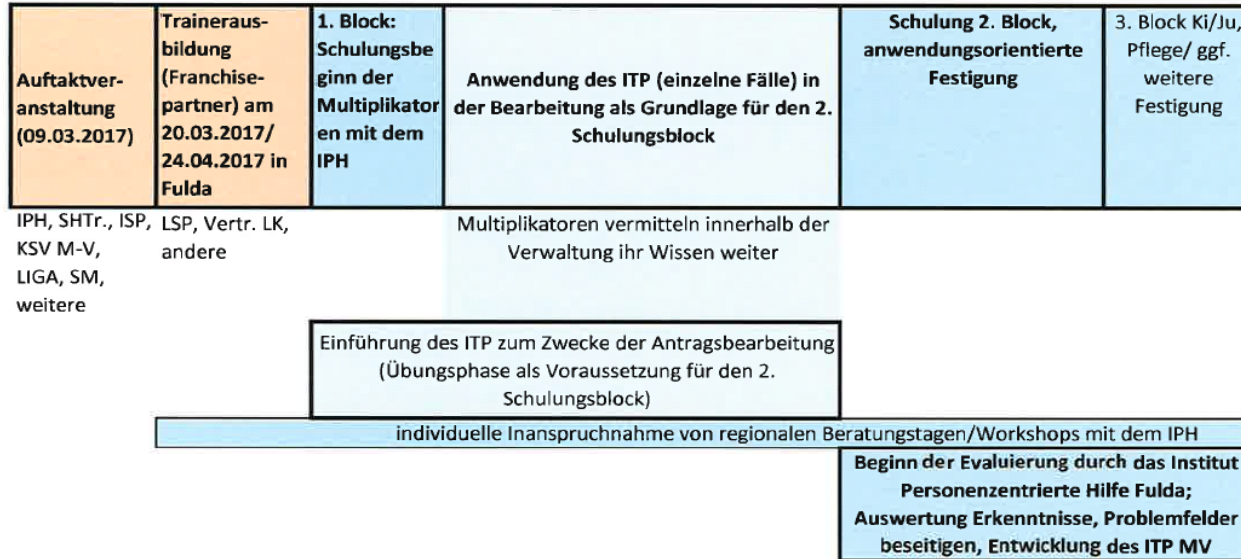 Auftaktver-
anstaltung
(09.03.2017)
Traineraus-
bildung
(Franchise-
partner) am
20.03.2017/
24.04.2017 in
Fulda
1. Block:
Schulungsbe
ginn der
Multiplikator
en mit dem
IPH
Anwendung des ITP (einzelne Fälle) in
der Bearbeitung als Grundlage für den 2.
Schulungsblock
Schulung 2. Block,
anwendungsorientierte
Festigung
3. Block Ki/Ju,
Pflege/ ggf.
weitere
Festigung
IPH, SHTr., ISP,
KSV M-V,
LIGA, SM,
weitere
LSP, Vertr. LK,
andere
Multiplikatoren vermitteln innerhalb der
Verwaltung ihr Wissen weiter
Einführung des ITP zum Zwecke der Antragsbearbeitung
(Übungsphase als Voraussetzung für den 2.
Schulungsblock)
individuelle Inanspruchnahme von regionalen Beratungstagen/Workshops mit dem IPH
Beginn der Evaluierung durch das Institut
Personenzentrierte Hilfe Fulda;
Auswertung Erkenntnisse, Problemfelder
beseitigen, Entwicklung des ITP MV